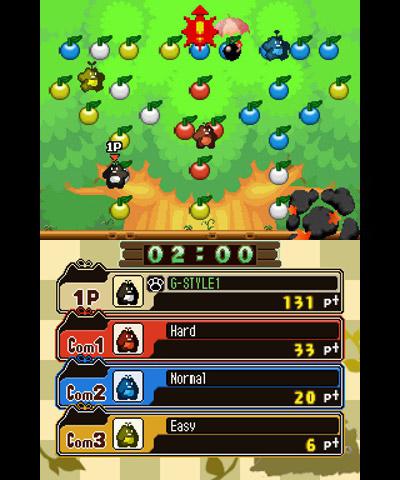 1P
02:00
1P
G-STYLE1
131 pt
Com1
Hard
33 pt
Com2
Normal
20 pt
Com3
Easy
6 pt